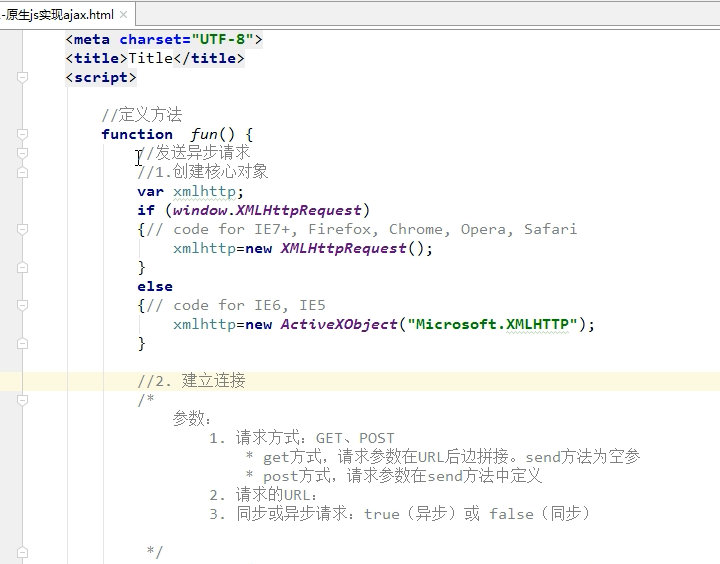 -原生js实现ajax.html ×
<meta charset="UTF-8">
<title>Title</title>
<script>
//定义方法
function fun() {
//发送异步请求
//1.创建核心对象
var xmlhttp;
if (window.XMLHttpRequest)
{// code for IE7+, Firefox, Chrome, Opera, Safari
xmlhttp=new XMLHttpRequest();
}
else
{// code for IE6, IE5
xmlhttp=new ActiveXObject("Microsoft.XMLHTTP");
}
//2. 建立连接
/*
参数：
1. 请求方式：GET、POST
* get方式，请求参数在URL后边拼接。send方法为空参
* post方式，请求参数在send方法中定义
2. 请求的URL：
3. 同步或异步请求：true（异步）或 false（同步）
*/